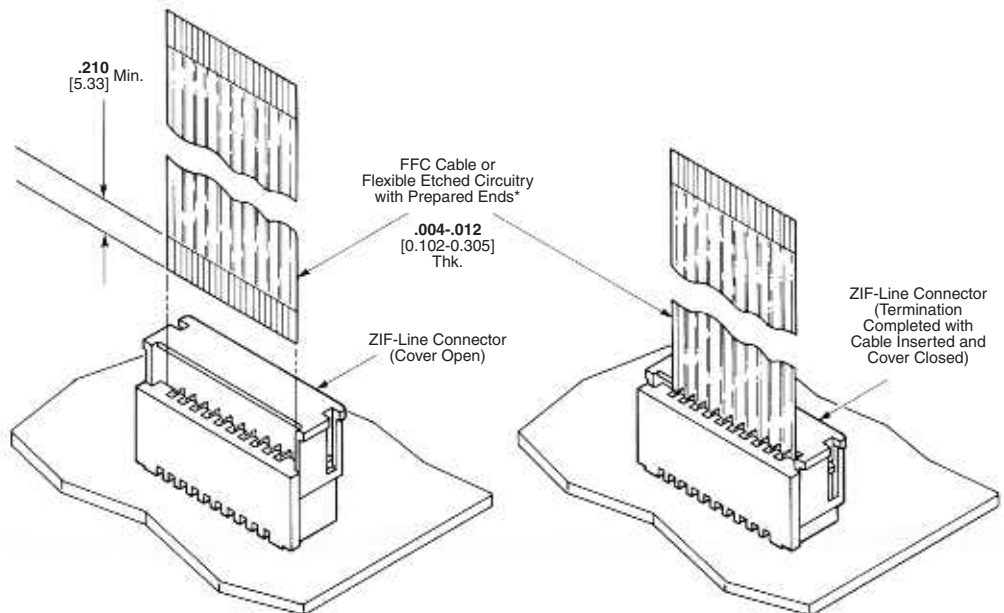 .210
[5.33] Min.
FFC Cable or
Flexible Etched Circuitry
with Prepared Ends*
.004-.012
[0.102-0.305]
Thk.
ZIF-Line Connector
(Cover Open)
ZIF-Line Connector
(Termination
Completed with
Cable Inserted and
Cover Closed)